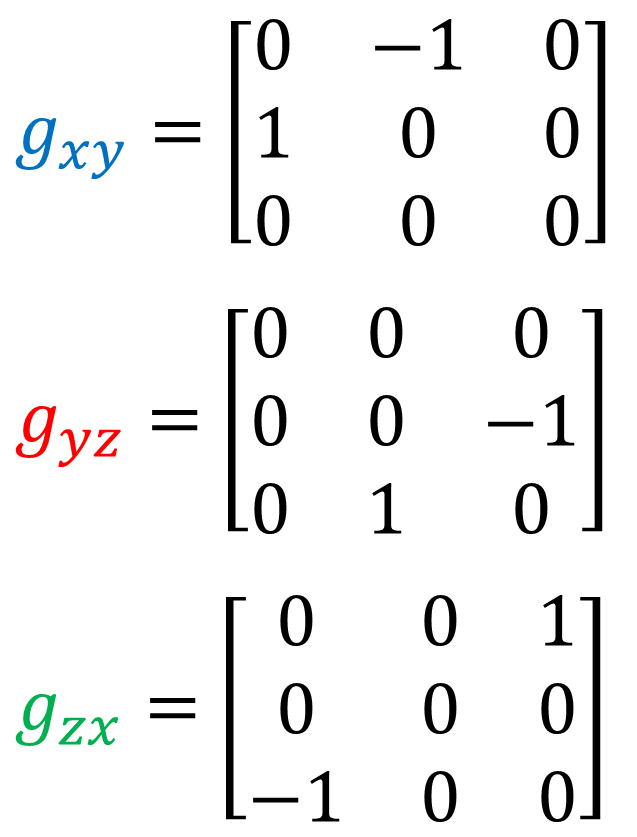 g_xy = [0 −1 0
1 0 0
0 0 0]
g_yz = [0 0 0
0 0 −1
0 1 0]
g_zx = [0 0 1
0 0 0
−1 0 0]